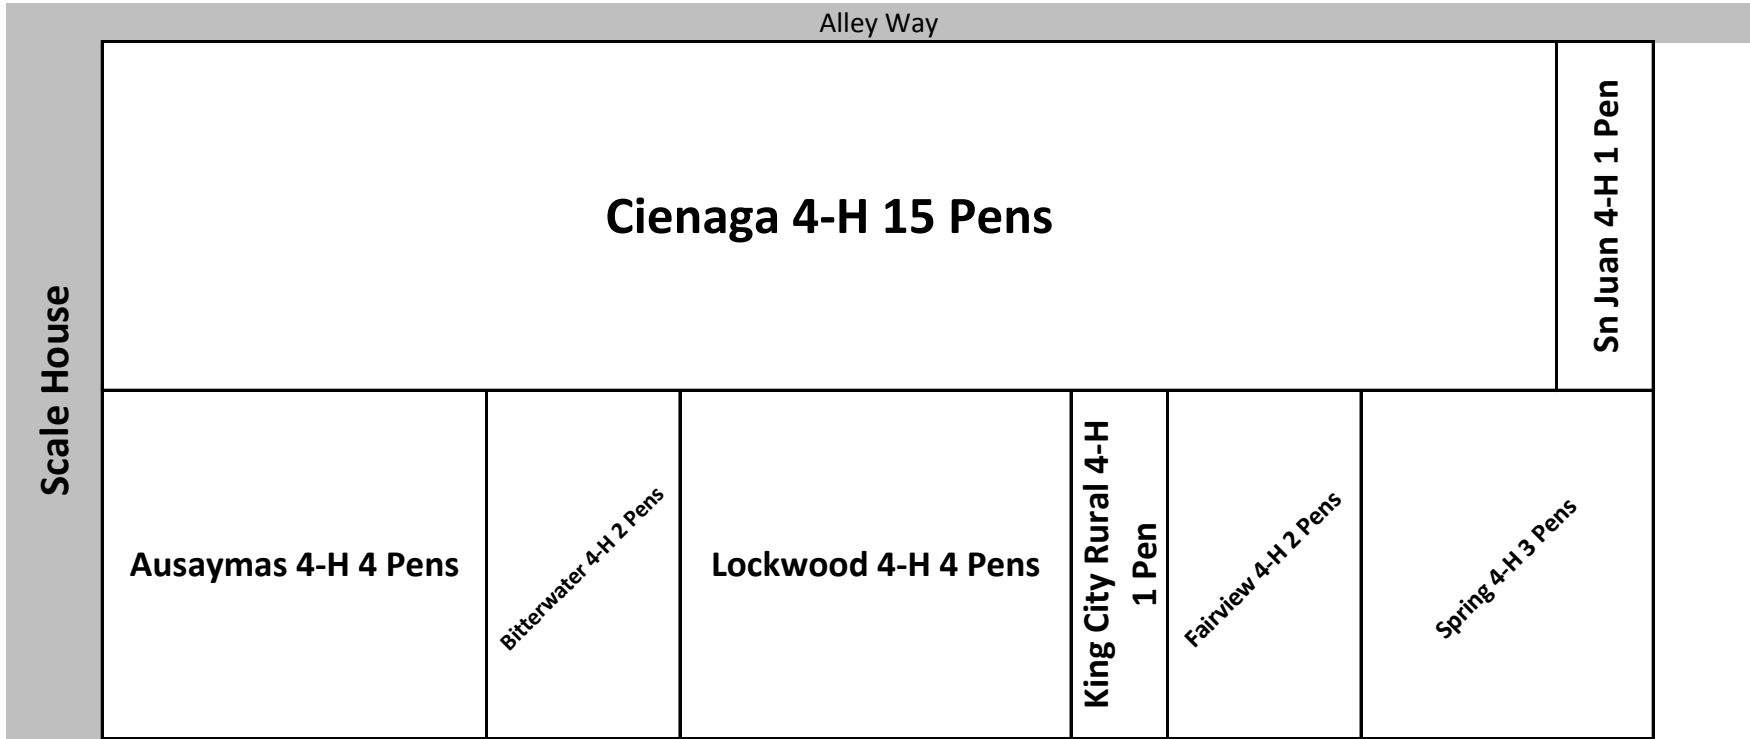 Alley Way
Scale House
Cienaga 4-H 15 Pens
Sn Juan 4-H 1 Pen
Ausaymas 4-H 4 Pens
Bitterwater 4-H 2 Pens
Lockwood 4-H 4 Pens
King City Rural 4-H
1 Pen
Fairview 4-H 2 Pens
Spring 4-H 3 Pens